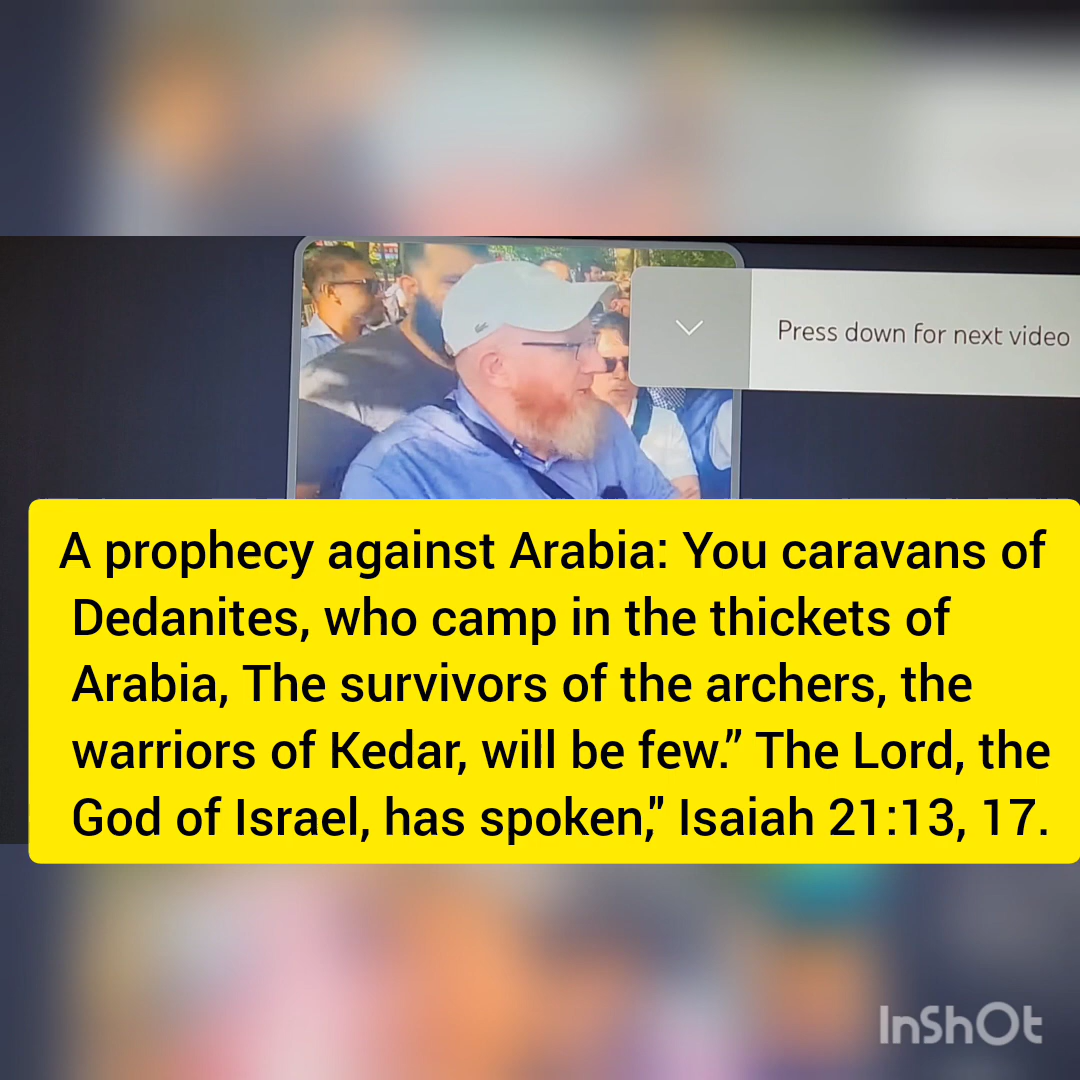 Press down for next video
A prophecy against Arabia: You caravans of
Dedanites, who camp in the thickets of
Arabia, The survivors of the archers, the
warriors of Kedar, will be few.” The Lord, the
God of Israel, has spoken,” Isaiah 21:13, 17.
InShOt